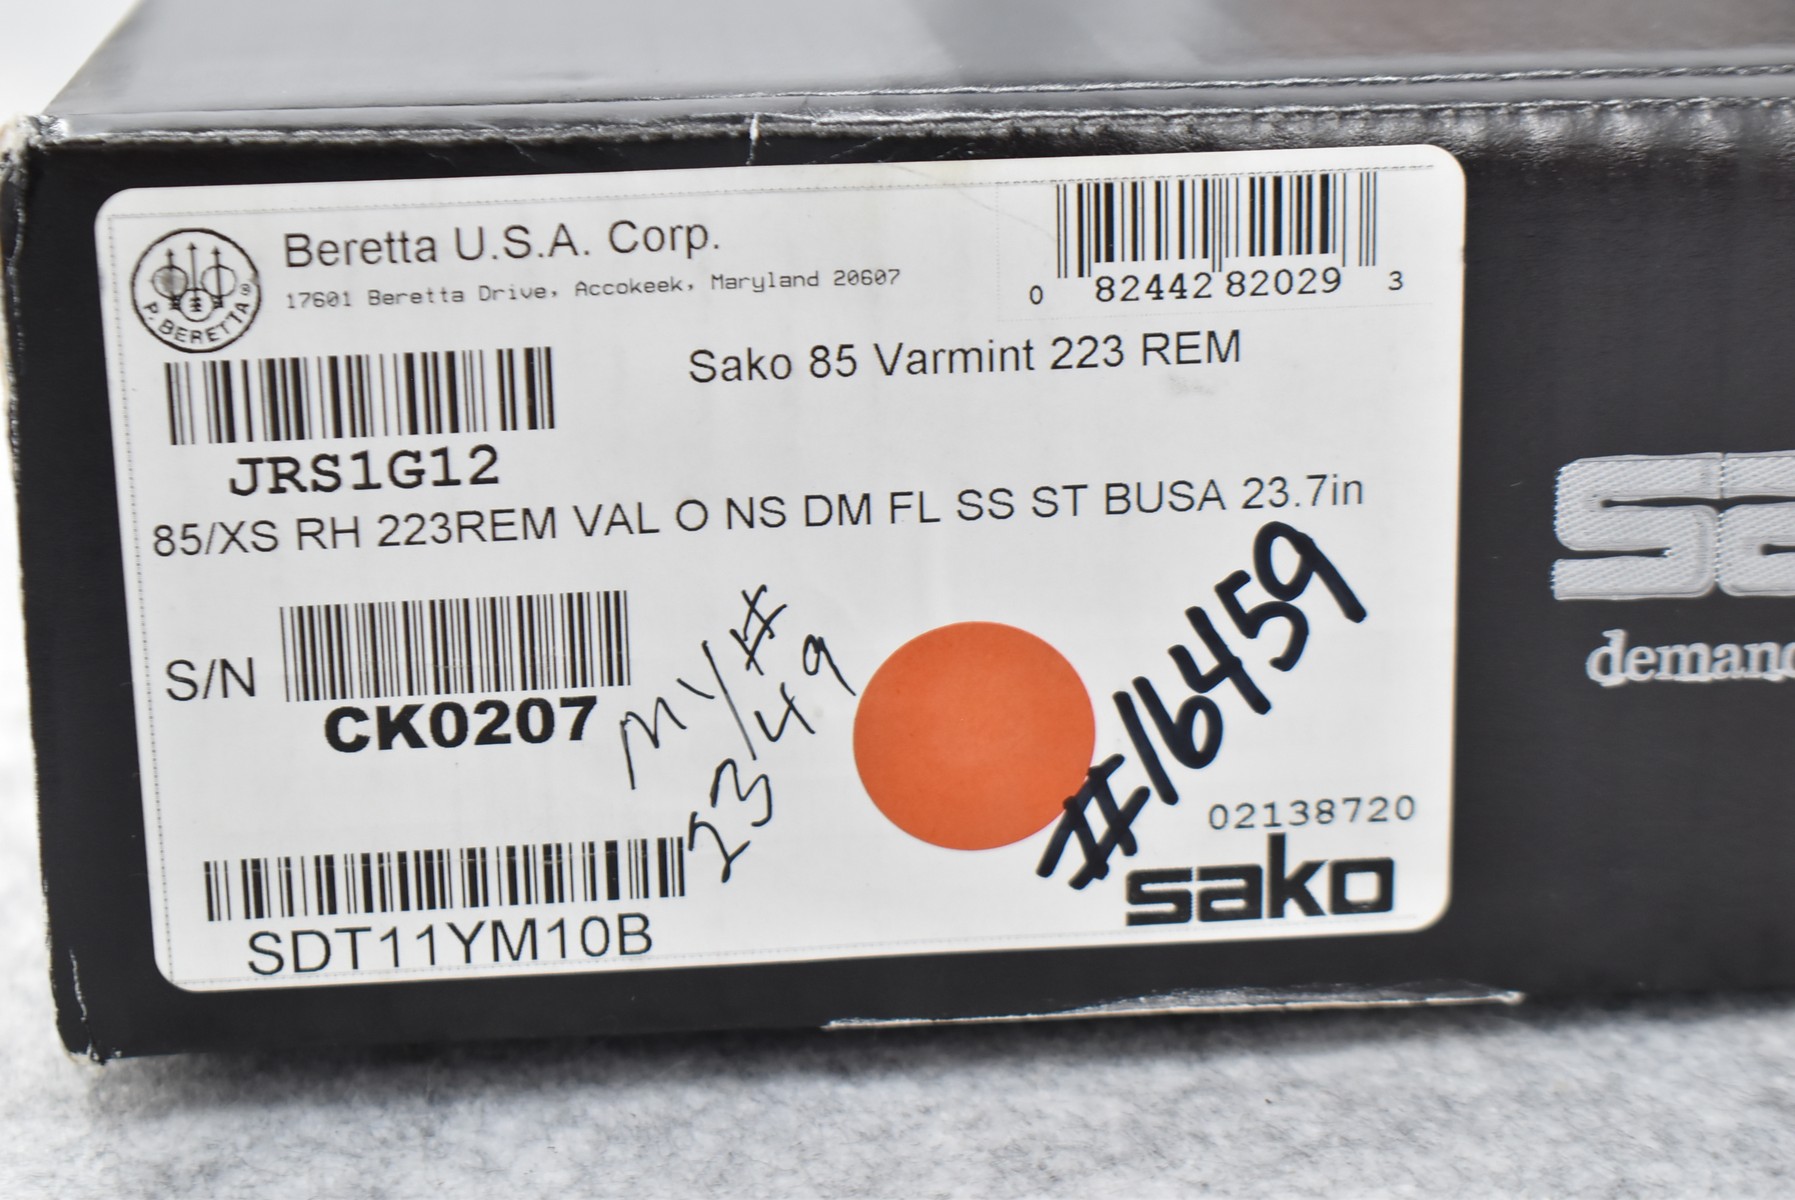 P. BERETTA ®
Beretta U.S.A. Corp.
17601 Beretta Drive, Accokeek, Maryland 20607
0 82442 82029 3
Sako 85 Varmint 223 REM
JRS1G12
85/XS RH 223REM VAL O NS DM FL SS ST BUSA 23.7in
S/N
CK0207
#16459
02138720
sako
SDT11YM10B